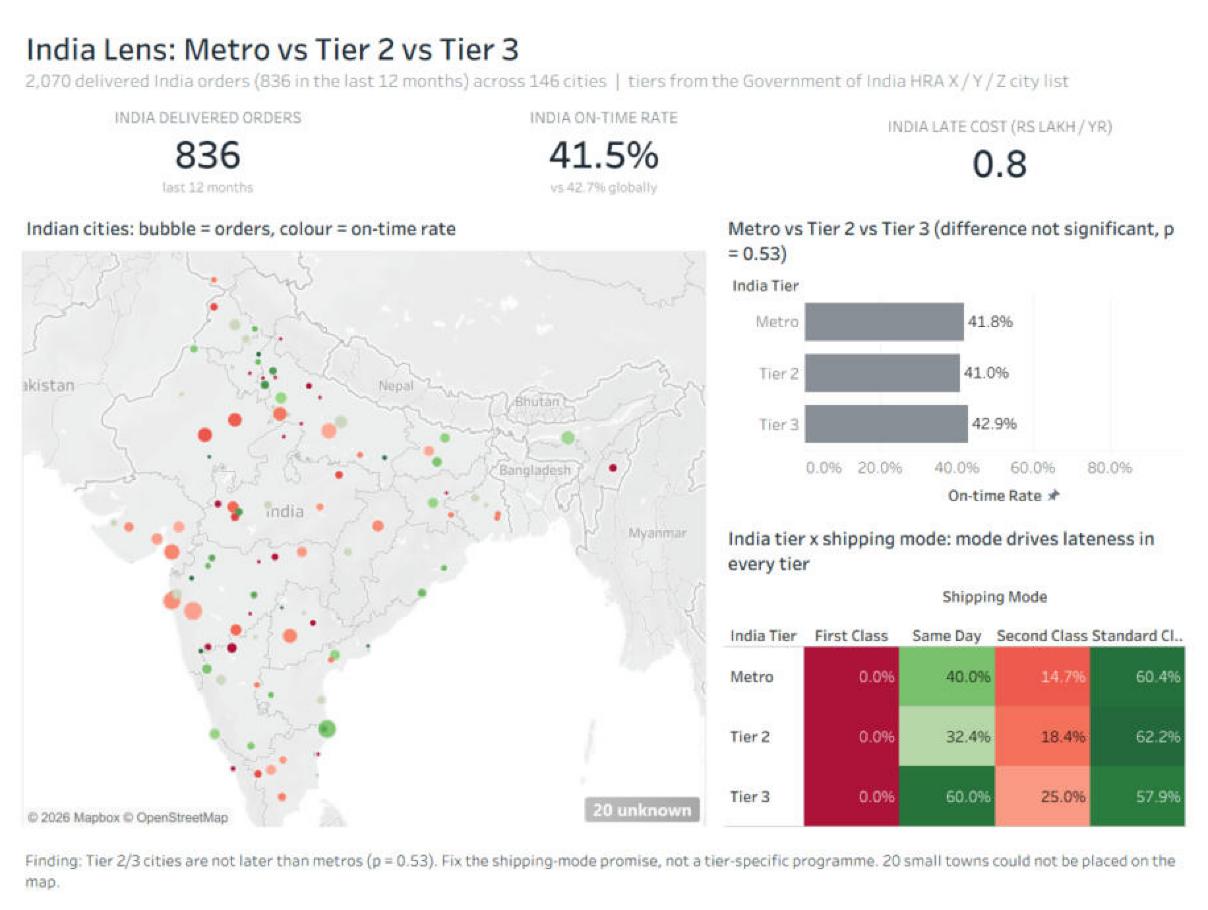 India Lens: Metro vs Tier 2 vs Tier 3
2,070 delivered India orders (836 in the last 12 months) across 146 cities | tiers from the Government of India HRA X / Y / Z city list
INDIA DELIVERED ORDERS
836
last 12 months
INDIA ON-TIME RATE
41.5%
vs 42.7% globally
INDIA LATE COST (RS LAKH / YR)
0.8
Indian cities: bubble = orders, colour = on-time rate
akistan
Nepal
Bhutan
Bangladesh
India
Myanmar
© 2026 Mapbox © OpenStreetMap
20 unknown
Metro vs Tier 2 vs Tier 3 (difference not significant, p
= 0.53)
India Tier
Metro 41.8%
Tier 2 41.0%
Tier 3 42.9%
0.0% 20.0% 40.0% 60.0% 80.0%
On-time Rate
India tier x shipping mode: mode drives lateness in
every tier
Shipping Mode
India Tier First Class Same Day Second Class Standard Cl..
Metro 0.0% 40.0% 14.7% 60.4%
Tier 2 0.0% 32.4% 18.4% 62.2%
Tier 3 0.0% 60.0% 25.0% 57.9%
Finding: Tier 2/3 cities are not later than metros (p = 0.53). Fix the shipping-mode promise, not a tier-specific programme. 20 small towns could not be placed on the
map.